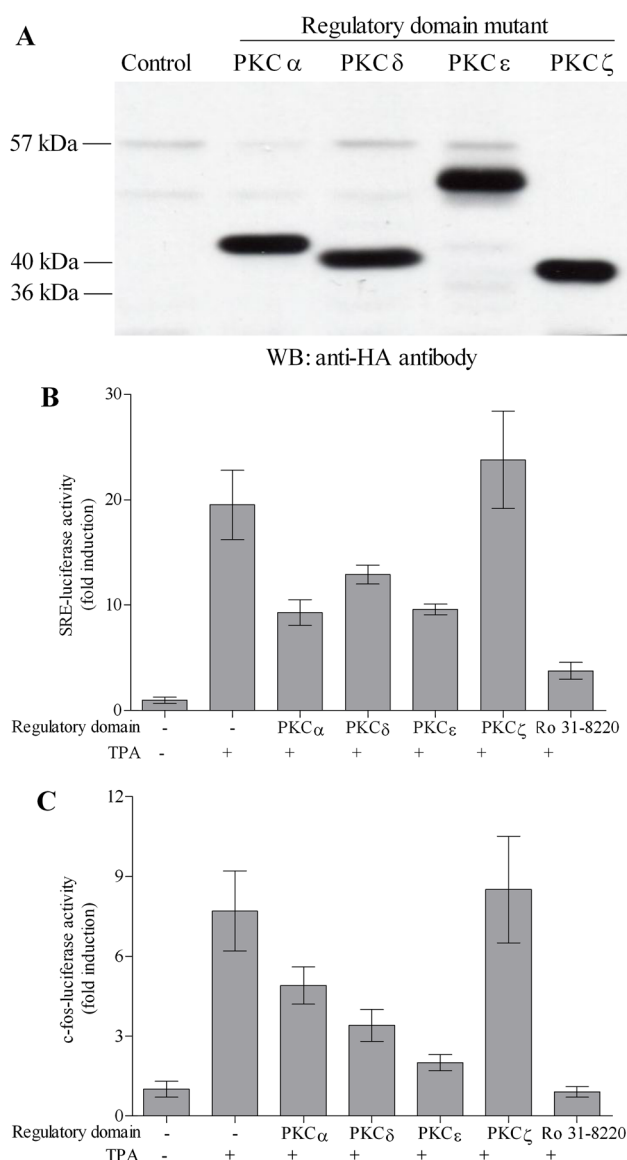 A
Regulatory domain mutant
Control PKC α PKC δ PKC ε PKC ζ
57 kDa
40 kDa
36 kDa
WB: anti-HA antibody
B
SRE-luciferase activity
(fold induction)
30
20
10
0
Regulatory domain - - PKCα PKCδ PKCε PKCζ Ro 31-8220
TPA - + + + + + +
C
c-fos-luciferase activity
(fold induction)
12
9
6
3
0
Regulatory domain - - PKCα PKCδ PKCε PKCζ Ro 31-8220
TPA - + + + + + +